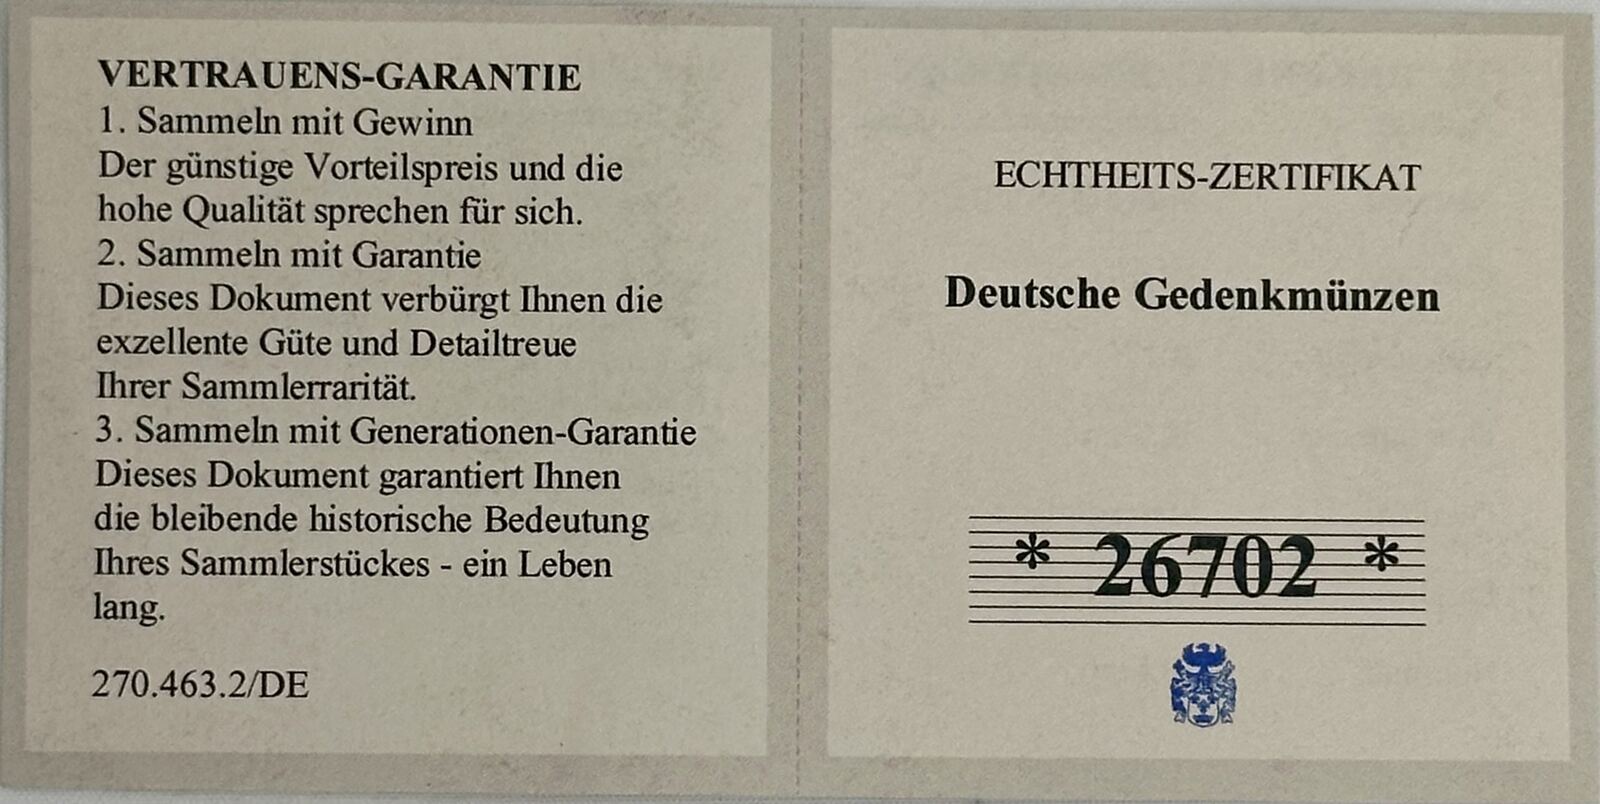 VERTRAUENS-GARANTIE
1. Sammeln mit Gewinn
Der günstige Vorteilspreis und die
hohe Qualität sprechen für sich.
2. Sammeln mit Garantie
Dieses Dokument verbürgt Ihnen die
exzellente Güte und Detailtreue
Ihrer Sammlerrarität.
3. Sammeln mit Generationen-Garantie
Dieses Dokument garantiert Ihnen
die bleibende historische Bedeutung
Ihres Sammlerstückes - ein Leben
lang.
270.463.2/DE
ECHTHEITS-ZERTIFIKAT
Deutsche Gedenkmünzen
* 26702 *